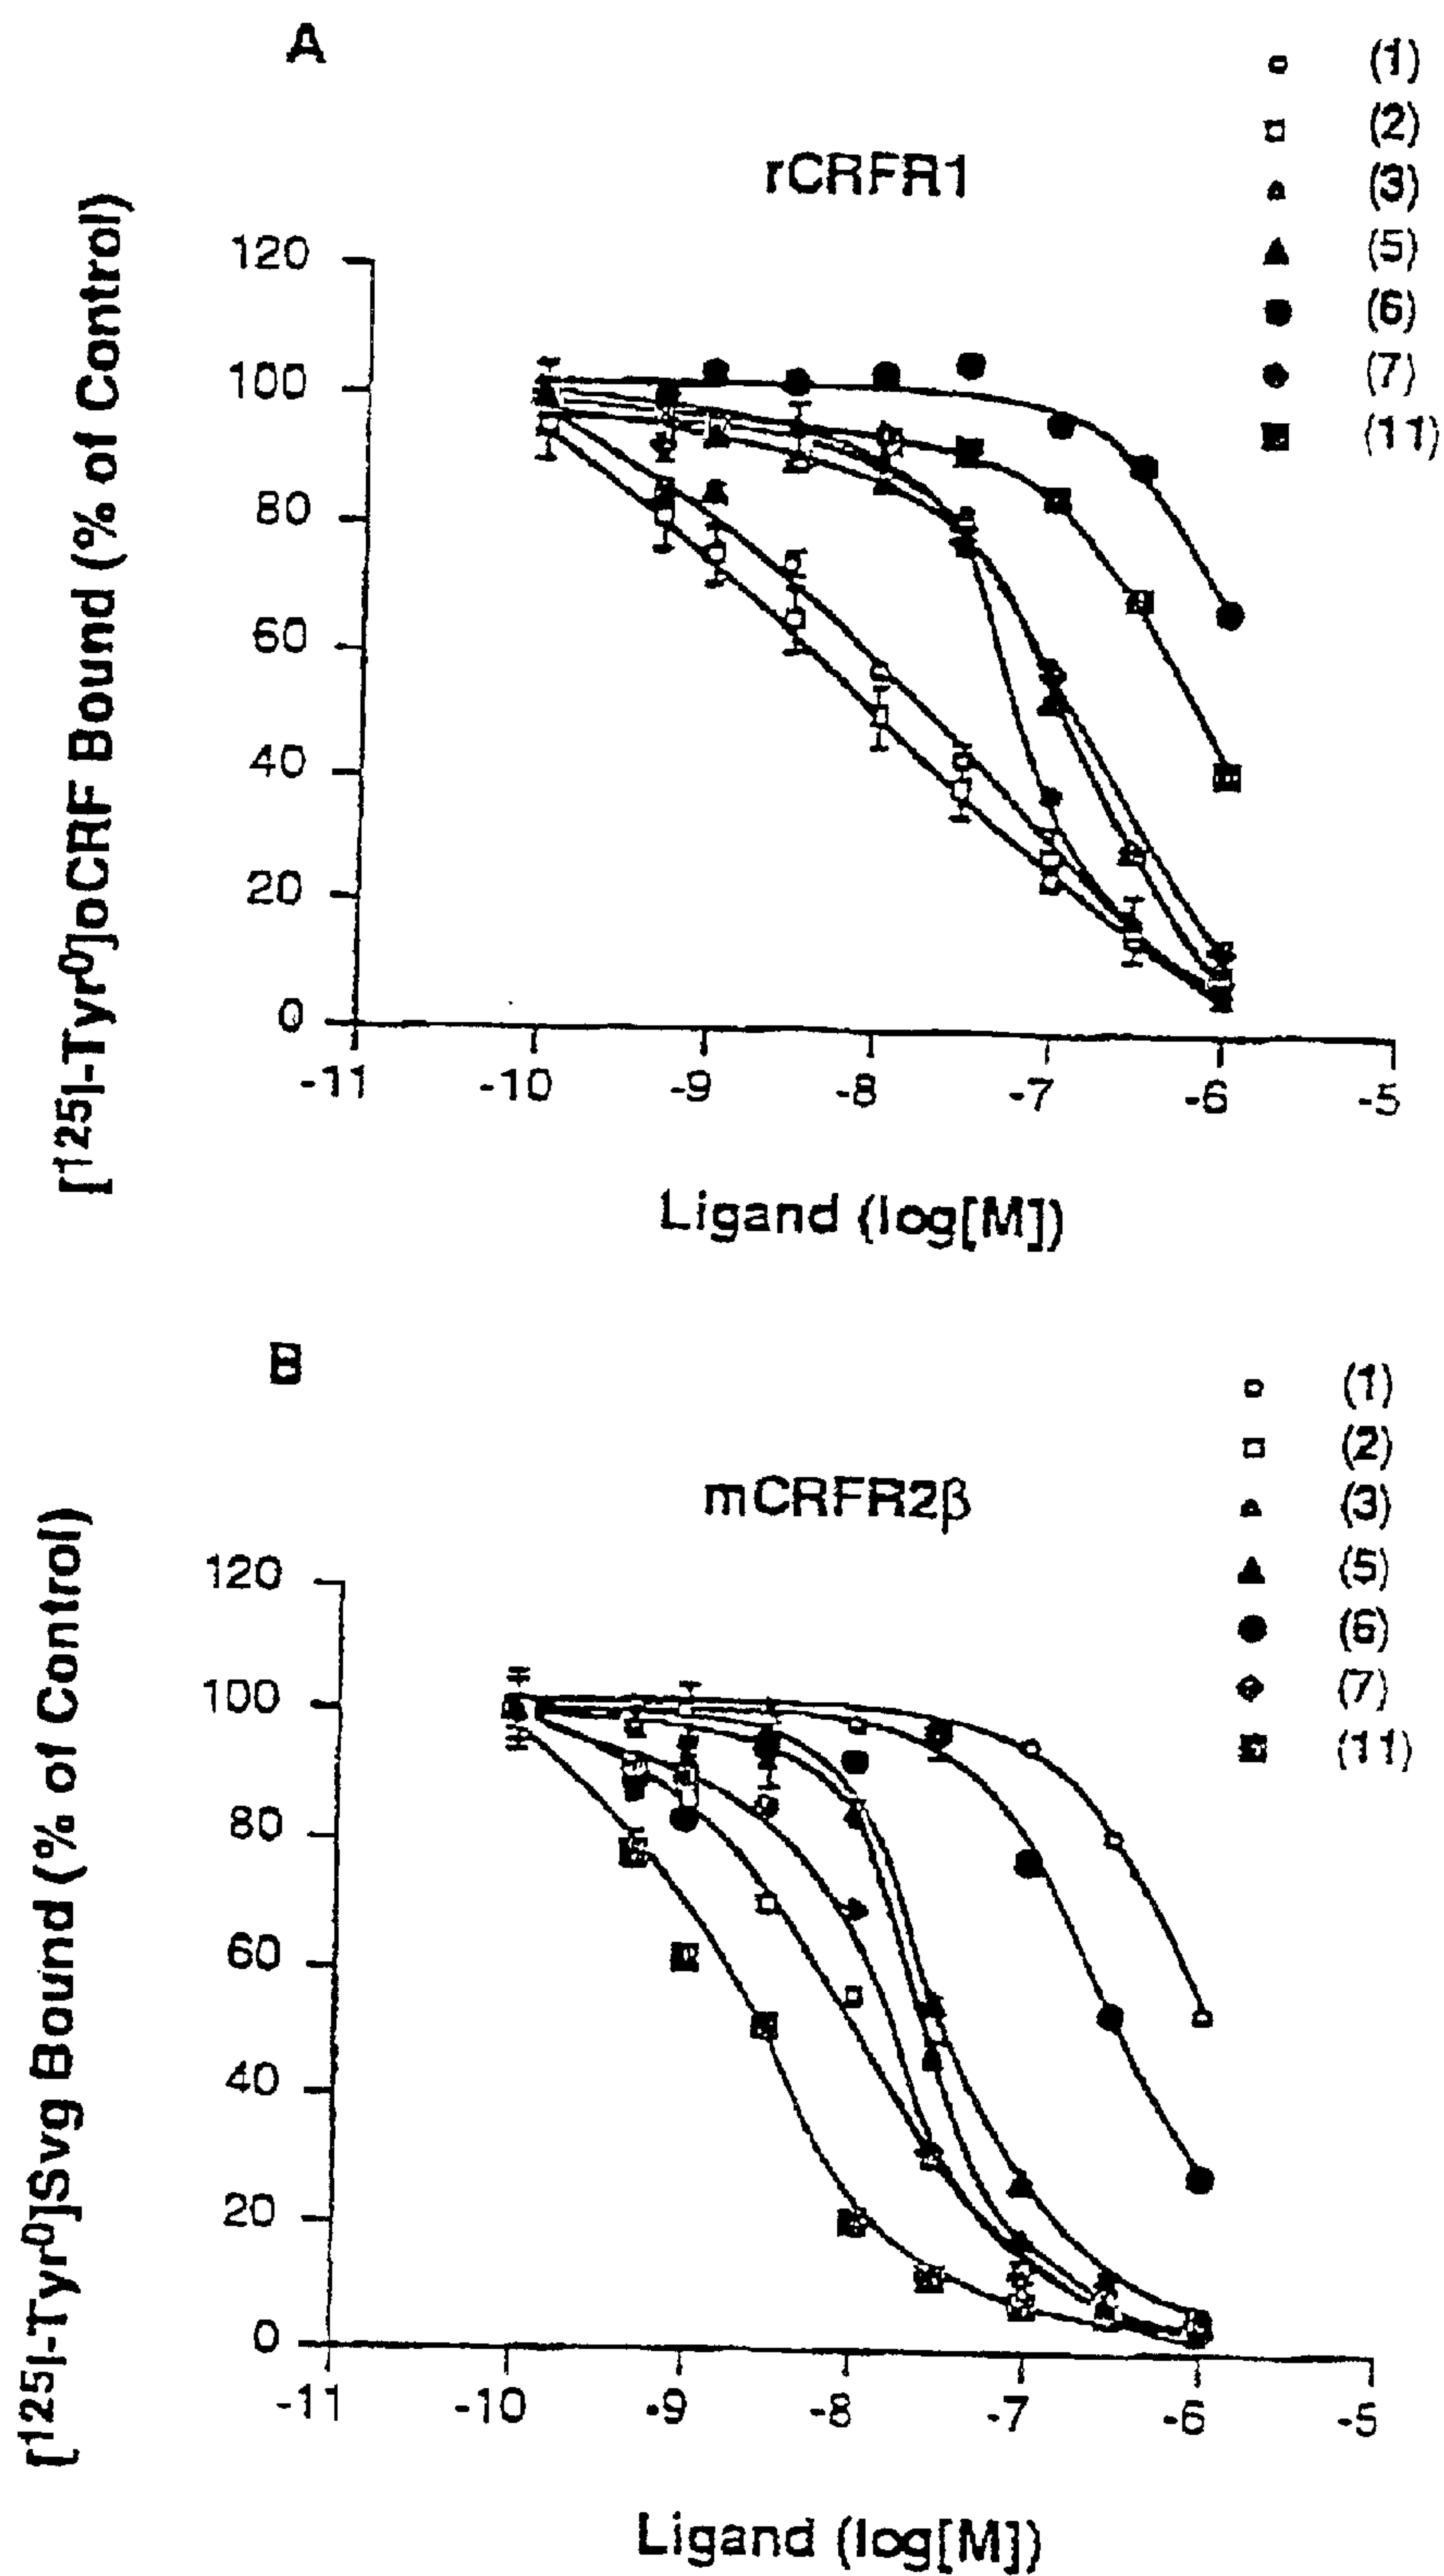 A
(1)
(2)
(3)
(5)
(6)
(7)
(11)
rCRFR1
[125I-Tyr0]oCRF Bound (% of Control)
120
100
80
60
40
20
0
-11 -10 -9 -8 -7 -6 -5
Ligand (log[M])
B
(1)
(2)
(3)
(5)
(6)
(7)
(11)
mCRFR2β
[125I-Tyr0]Svg Bound (% of Control)
120
100
80
60
40
20
0
-11 -10 -9 -8 -7 -6 -5
Ligand (log[M])